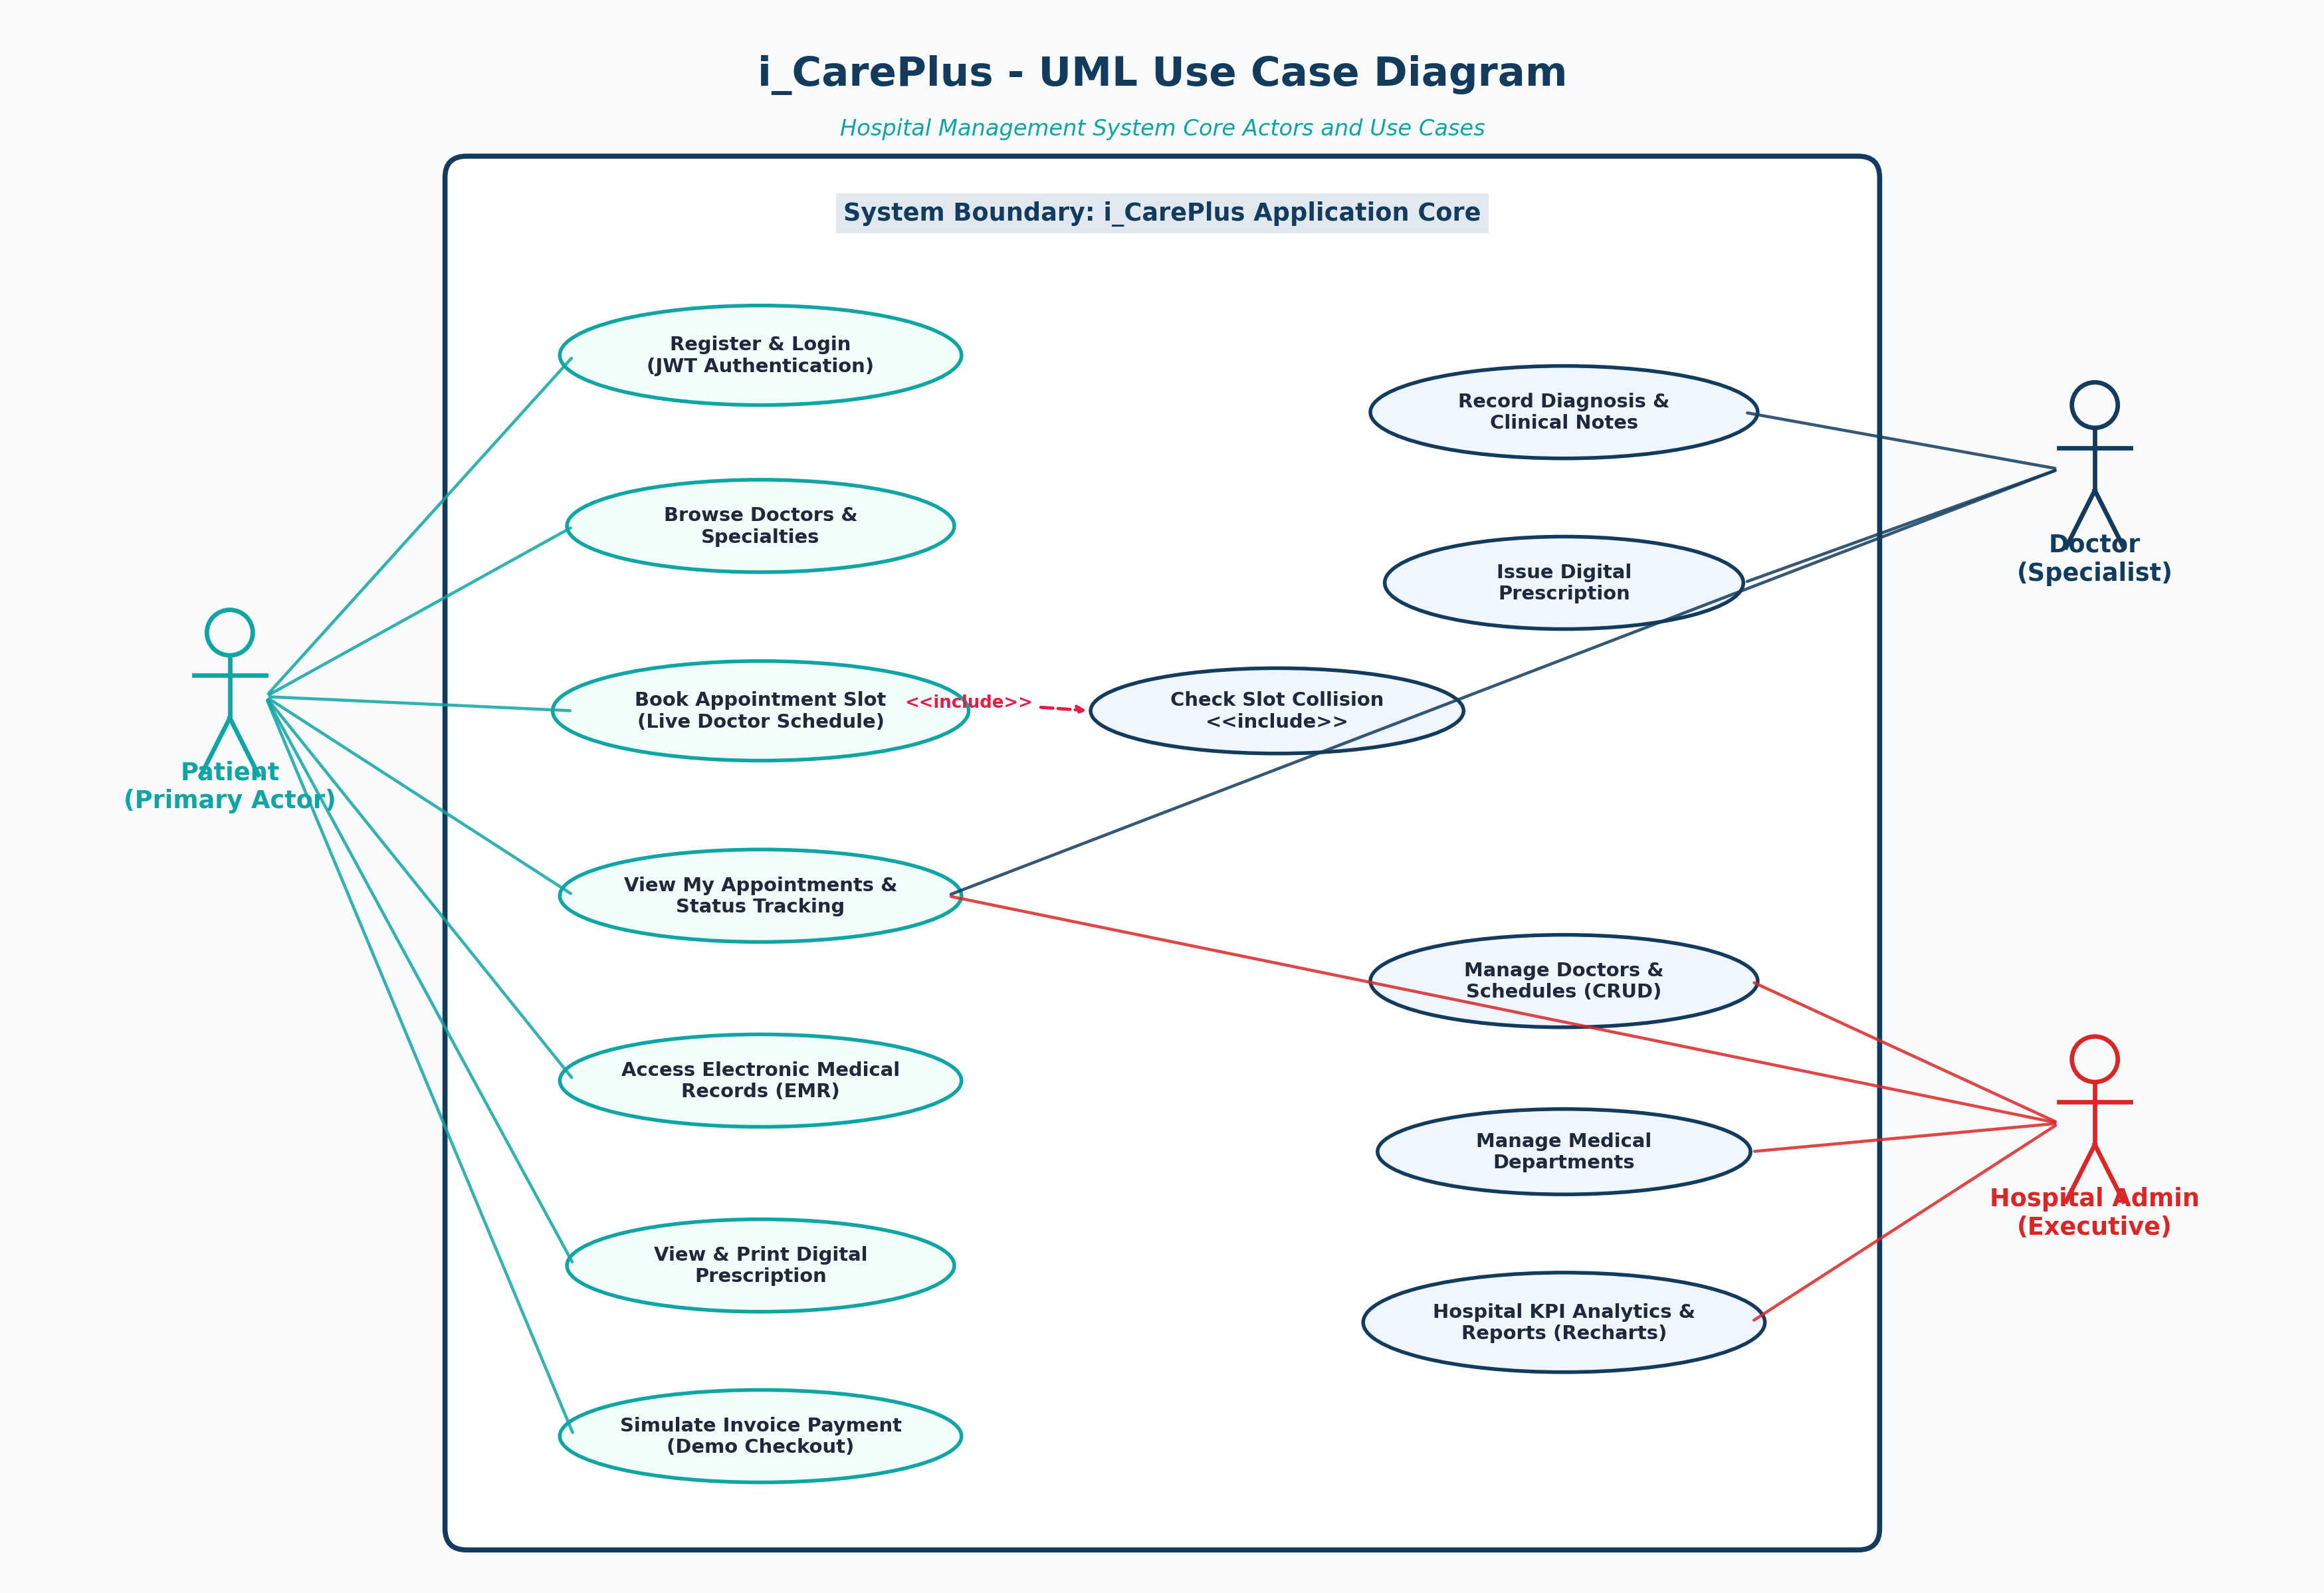 i_CarePlus - UML Use Case Diagram
Hospital Management System Core Actors and Use Cases
System Boundary: i_CarePlus Application Core
Register & Login
(JWT Authentication)
Browse Doctors &
Specialties
Book Appointment Slot
(Live Doctor Schedule)
<<include>>
Check Slot Collision
<<include>>
View My Appointments &
Status Tracking
Access Electronic Medical
Records (EMR)
View & Print Digital
Prescription
Simulate Invoice Payment
(Demo Checkout)
Record Diagnosis &
Clinical Notes
Issue Digital
Prescription
Manage Doctors &
Schedules (CRUD)
Manage Medical
Departments
Hospital KPI Analytics &
Reports (Recharts)
Patient
(Primary Actor)
Doctor
(Specialist)
Hospital Admin
(Executive)